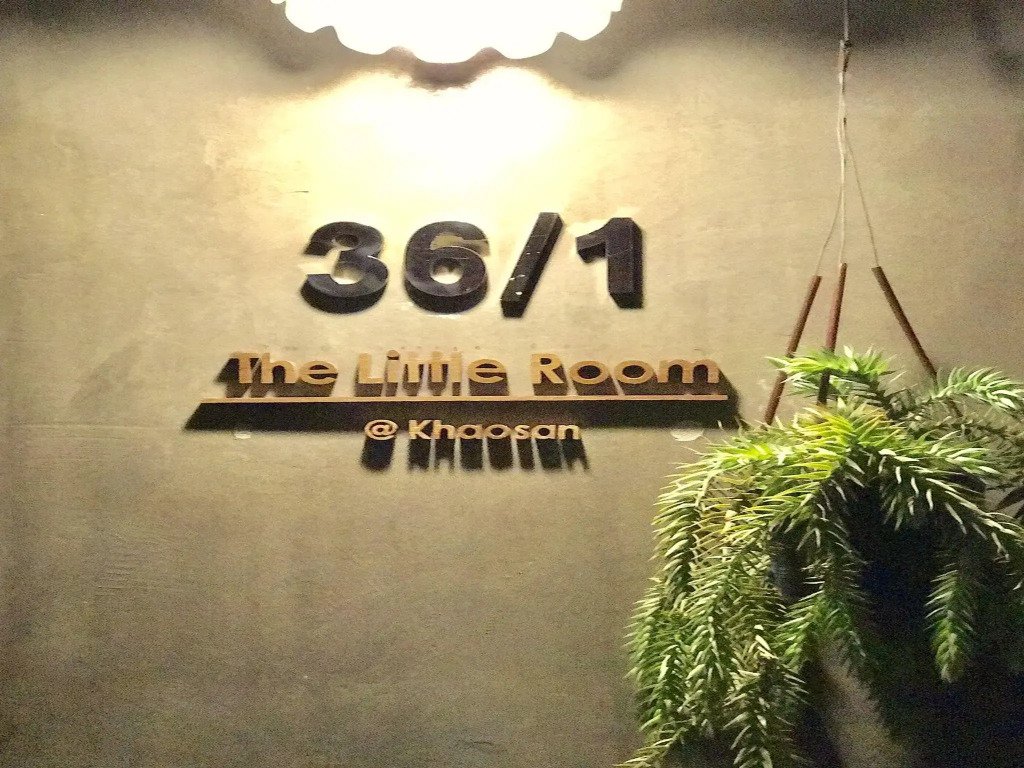 36/1
The Little Room
@ Khaosan